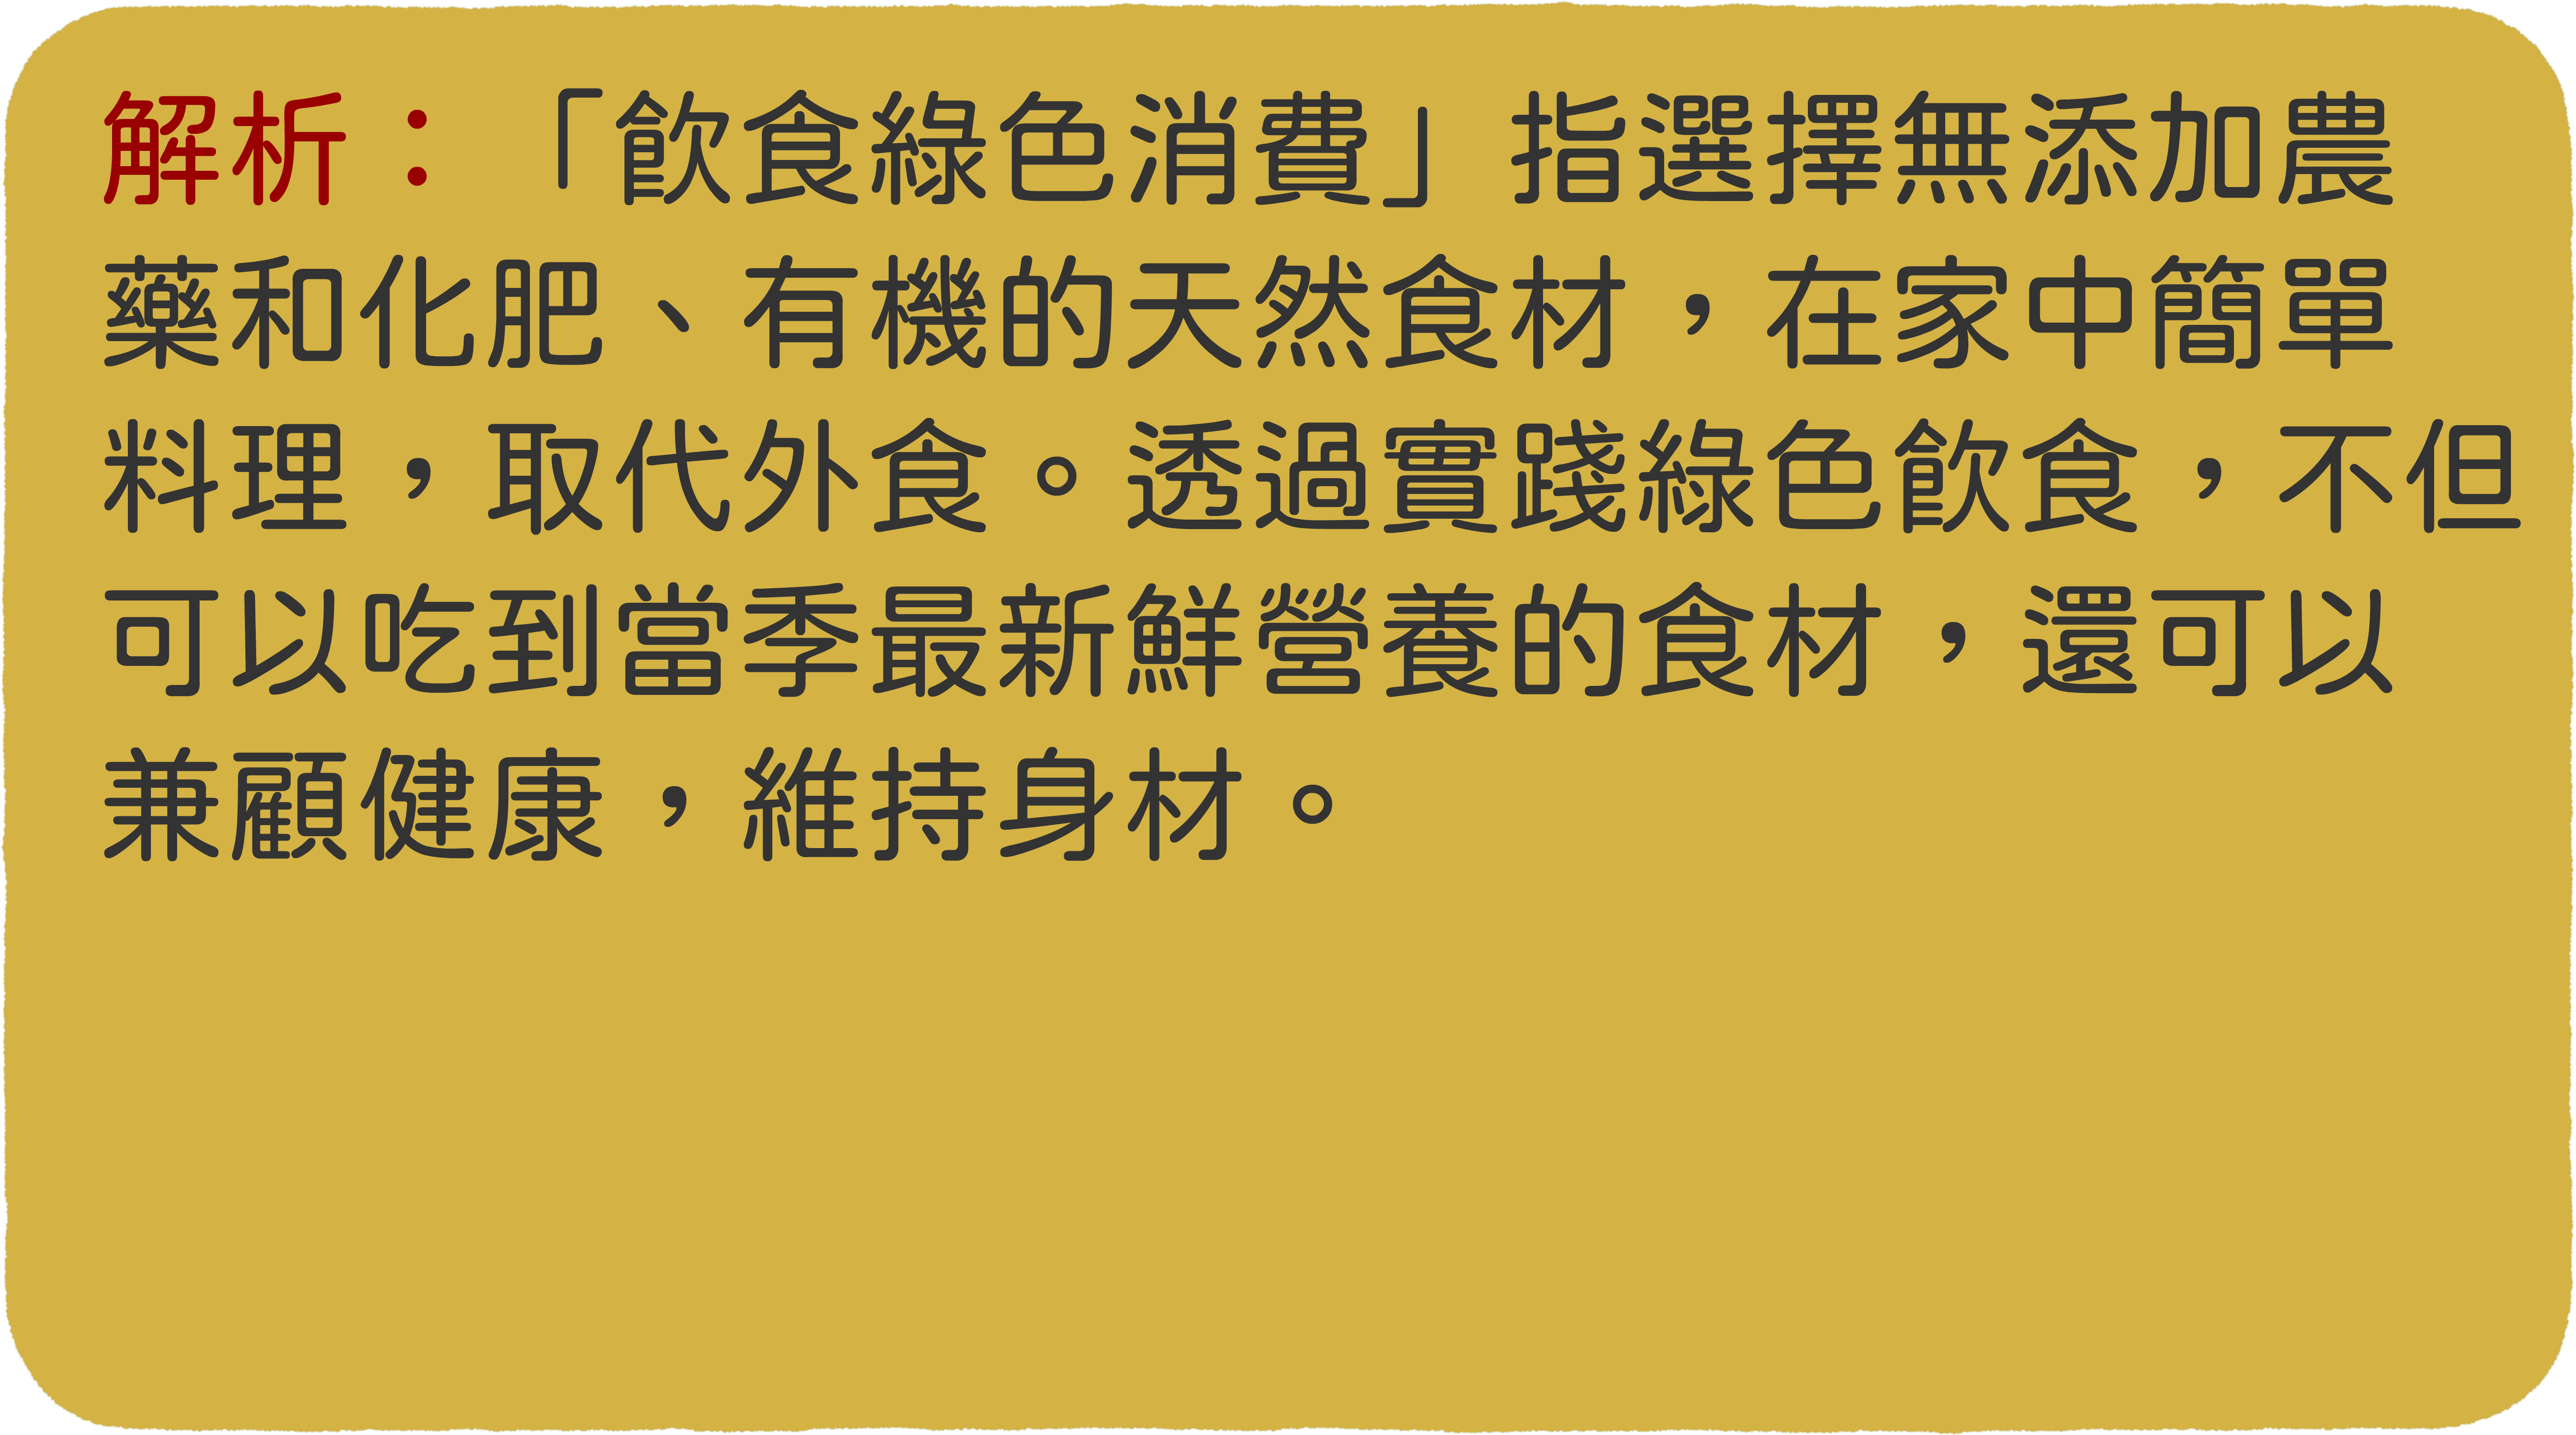 解析：「飲食綠色消費」指選擇無添加農
藥和化肥、有機的天然食材，在家中簡單
料理，取代外食。透過實踐綠色飲食，不但
可以吃到當季最新鮮營養的食材，還可以
兼顧健康，維持身材。